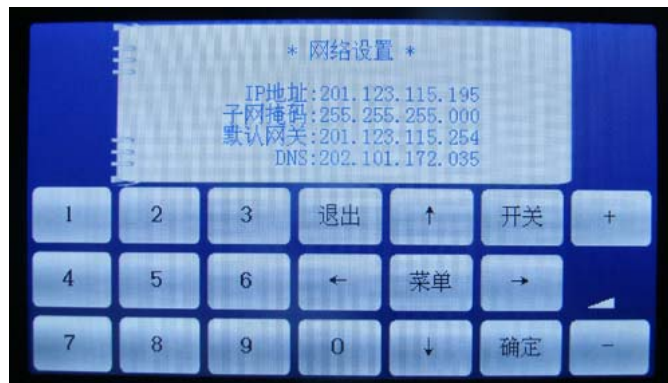 * 网络设置 *
IP地址:201.123.115.195
子网掩码:255.255.255.000
默认网关:201.123.115.254
DNS:202.101.172.035
1 2 3 退出 ↑ 开关 +
4 5 6 ← 菜单 →
7 8 9 0 ↓ 确定 -